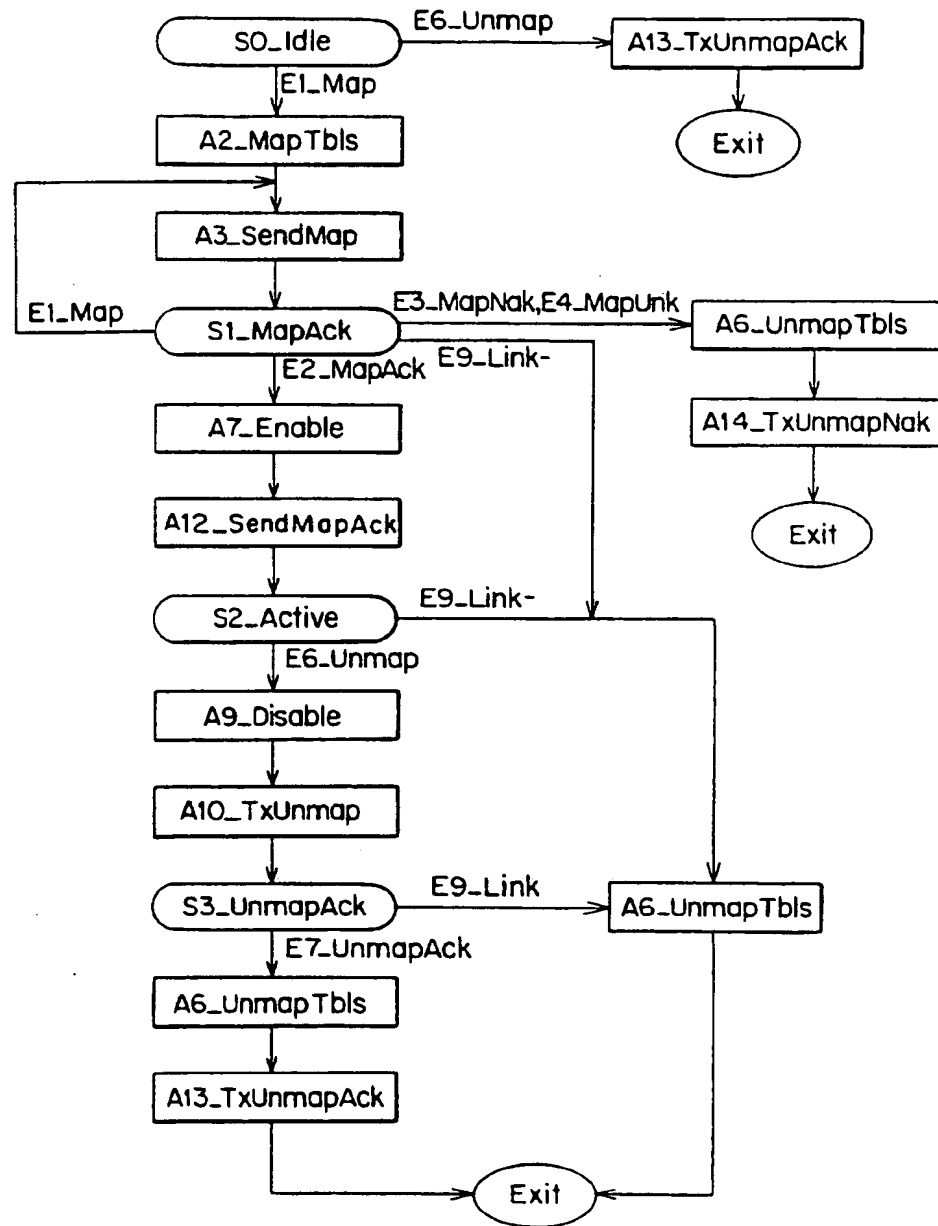 S0_Idle
E6_Unmap
A13_TxUnmapAck
E1_Map
Exit
A2_MapTbls
A3_SendMap
E1_Map
S1_MapAck
E3_MapNak,E4_MapUnk
A6_UnmapTbls
E2_MapAck
E9_Link-
A7_Enable
A14_TxUnmapNak
A12_SendMapAck
Exit
S2_Active
E9_Link-
E6_Unmap
A9_Disable
A10_TxUnmap
S3_UnmapAck
E9_Link
A6_UnmapTbls
E7_UnmapAck
A6_UnmapTbls
A13_TxUnmapAck
Exit